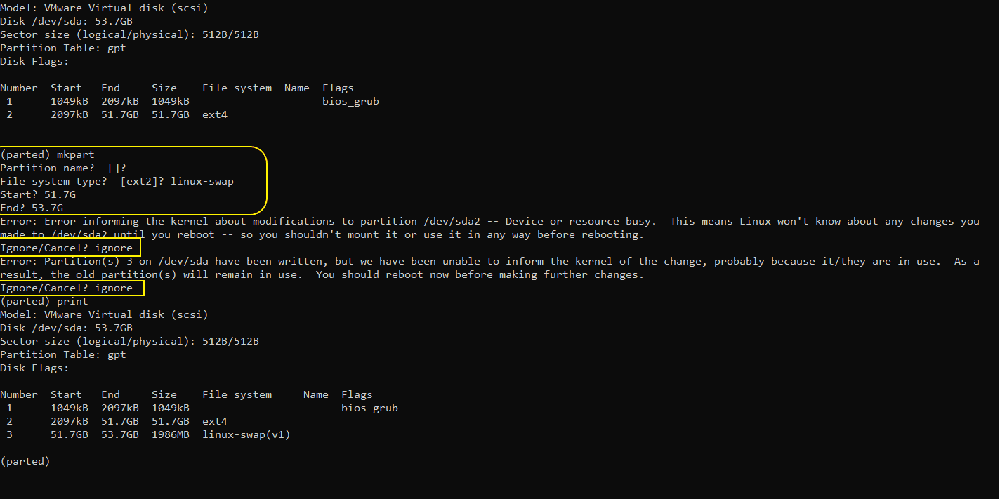 Model: VMware Virtual disk (scsi)
Disk /dev/sda: 53.7GB
Sector size (logical/physical): 512B/512B
Partition Table: gpt
Disk Flags:
Number  Start   End     Size    File system  Name  Flags
 1      1049kB  2097kB  1049kB                     bios_grub
 2      2097kB  51.7GB  51.7GB  ext4
(parted) mkpart
Partition name?  []?
File system type?  [ext2]? linux-swap
Start? 51.7G
End? 53.7G
Error: Error informing the kernel about modifications to partition /dev/sda2 -- Device or resource busy.  This means Linux won't know about any changes you
made to /dev/sda2 until you reboot -- so you shouldn't mount it or use it in any way before rebooting.
Ignore/Cancel? ignore
Error: Partition(s) 3 on /dev/sda have been written, but we have been unable to inform the kernel of the change, probably because it/they are in use.  As a
result, the old partition(s) will remain in use.  You should reboot now before making further changes.
Ignore/Cancel? ignore
(parted) print
Model: VMware Virtual disk (scsi)
Disk /dev/sda: 53.7GB
Sector size (logical/physical): 512B/512B
Partition Table: gpt
Disk Flags:
Number  Start   End     Size    File system     Name  Flags
 1      1049kB  2097kB  1049kB                        bios_grub
 2      2097kB  51.7GB  51.7GB  ext4
 3      51.7GB  53.7GB  1986MB  linux-swap(v1)
(parted)